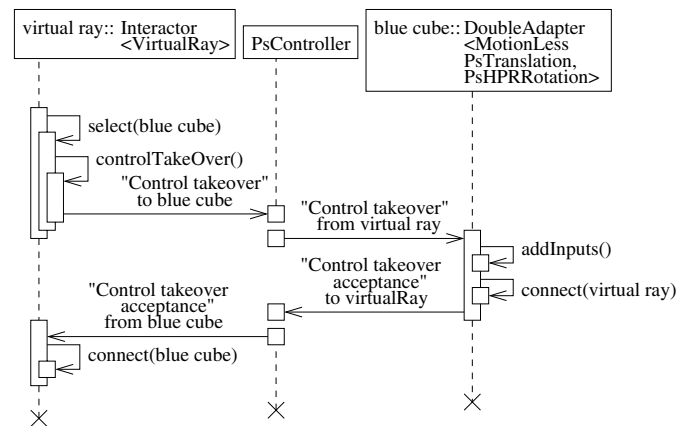 virtual ray:: Interactor
<VirtualRay>
PsController
blue cube:: DoubleAdapter
<MotionLess
PsTranslation,
PsHPRRotation>
select(blue cube)
controlTakeOver()
"Control takeover"
to blue cube
"Control takeover"
from virtual ray
addInputs()
"Control takeover
acceptance"
to virtualRay
connect(virtual ray)
"Control takeover
acceptance"
from blue cube
connect(blue cube)